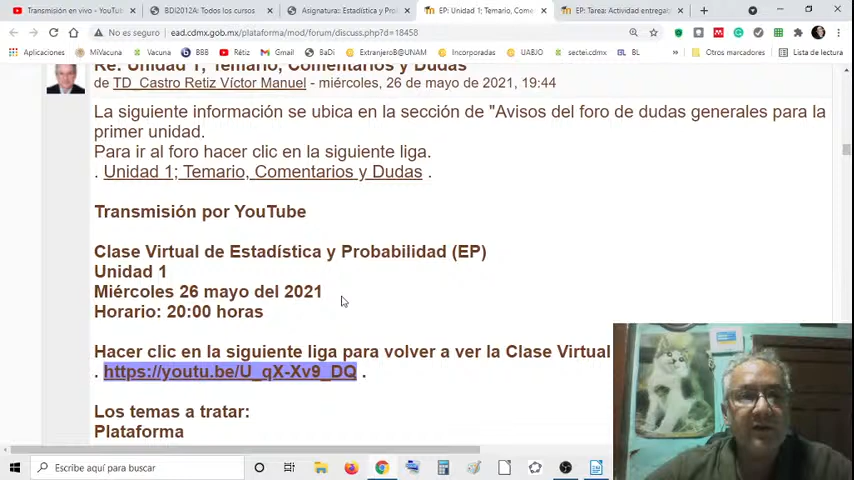 Transmisión en vivo - YouTu
BDI2012A: Todos los cursos
Asignatura:: Estadística y Prob
EP: Unidad 1; Temario, Come
EP: Tarea: Actividad entregab
No es seguro
ead.cdmx.gob.mx/plataforma/mod/forum/discuss.php?d=18458
Aplicaciones
MiVacuna
Vacuna
BBB
Rétiz
Gmail
BaDi
ExtranjeroB@UNAM
Incorporadas
UABJO
sectei.cdmx
BL
Otros marcadores
Lista de lectura
Re: Unidad 1; Temario, Comentarios y Dudas
de TD_Castro Retiz Víctor Manuel - miércoles, 26 de mayo de 2021, 19:44
La siguiente información se ubica en la sección de "Avisos del foro de dudas generales para la
primer unidad.
Para ir al foro hacer clic en la siguiente liga.
. Unidad 1; Temario, Comentarios y Dudas .
Transmisión por YouTube
Clase Virtual de Estadística y Probabilidad (EP)
Unidad 1
Miércoles 26 mayo del 2021
Horario: 20:00 horas
Hacer clic en la siguiente liga para volver a ver la Clase Virtual
. https://youtu.be/U_qX-Xv9_DQ .
Los temas a tratar:
Plataforma
Escribe aquí para buscar